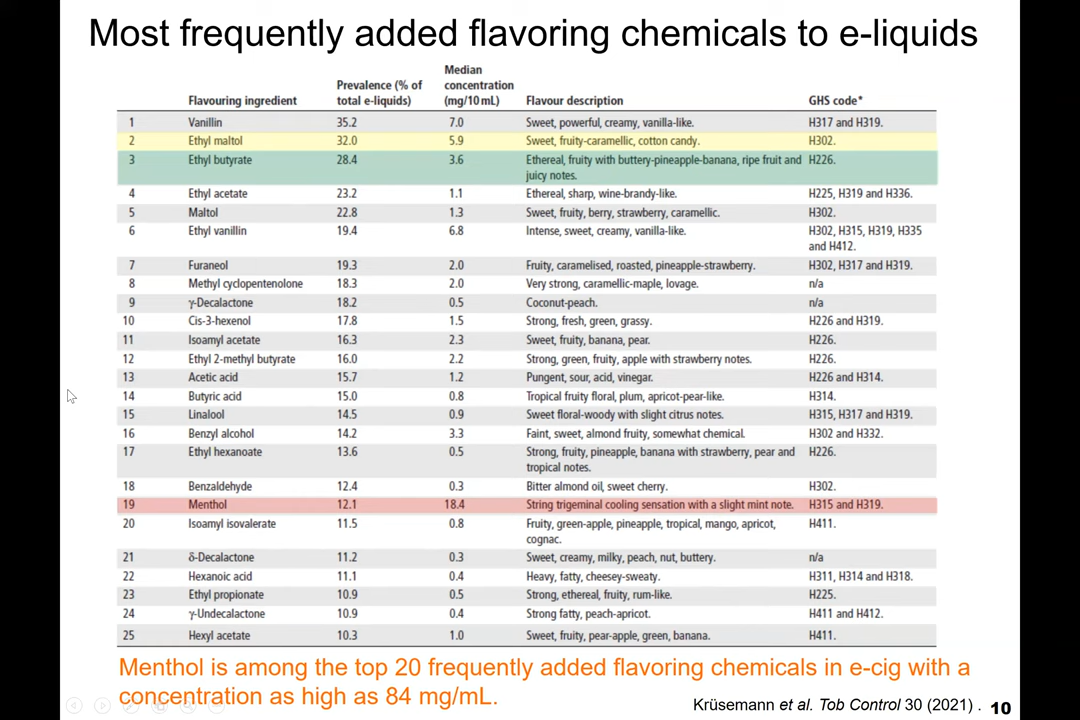 Most frequently added flavoring chemicals to e-liquids
Flavouring ingredient Prevalence (% of total e-liquids) Median concentration (mg/10 mL) Flavour description GHS code*
1 Vanillin 35.2 7.0 Sweet, powerful, creamy, vanilla-like. H317 and H319.
2 Ethyl maltol 32.0 5.9 Sweet, fruity-caramellic, cotton candy. H302.
3 Ethyl butyrate 28.4 3.6 Ethereal, fruity with buttery-pineapple-banana, ripe fruit and H226.
juicy notes.
4 Ethyl acetate 23.2 1.1 Ethereal, sharp, wine-brandy-like. H225, H319 and H336.
5 Maltol 22.8 1.3 Sweet, fruity, berry, strawberry, caramellic. H302.
6 Ethyl vanillin 19.4 6.8 Intense, sweet, creamy, vanilla-like. H302, H315, H319, H335
and H412.
7 Furaneol 19.3 2.0 Fruity, caramelised, roasted, pineapple-strawberry. H302, H317 and H319.
8 Methyl cyclopentenolone 18.3 2.0 Very strong, caramellic-maple, lovage. n/a
9 γ-Decalactone 18.2 0.5 Coconut-peach. n/a
10 Cis-3-hexenol 17.8 1.5 Strong, fresh, green, grassy. H226 and H319.
11 Isoamyl acetate 16.3 2.3 Sweet, fruity, banana, pear. H226.
12 Ethyl 2-methyl butyrate 16.0 2.2 Strong, green, fruity, apple with strawberry notes. H226.
13 Acetic acid 15.7 1.2 Pungent, sour, acid, vinegar. H226 and H314.
14 Butyric acid 15.0 0.8 Tropical fruity floral, plum, apricot-pear-like. H314.
15 Linalool 14.5 0.9 Sweet floral-woody with slight citrus notes. H315, H317 and H319.
16 Benzyl alcohol 14.2 3.3 Faint, sweet, almond fruity, somewhat chemical. H302 and H332.
17 Ethyl hexanoate 13.6 0.5 Strong, fruity, pineapple, banana with strawberry, pear and H226.
tropical notes.
18 Benzaldehyde 12.4 0.3 Bitter almond oil, sweet cherry. H302.
19 Menthol 12.1 18.4 String trigeminal cooling sensation with a slight mint note. H315 and H319.
20 Isoamyl isovalerate 11.5 0.8 Fruity, green-apple, pineapple, tropical, mango, apricot, H411.
cognac.
21 δ-Decalactone 11.2 0.3 Sweet, creamy, milky, peach, nut, buttery. n/a
22 Hexanoic acid 11.1 0.4 Heavy, fatty, cheesey-sweaty. H311, H314 and H318.
23 Ethyl propionate 10.9 0.5 Strong, ethereal, fruity, rum-like. H225.
24 γ-Undecalactone 10.9 0.4 Strong fatty, peach-apricot. H411 and H412.
25 Hexyl acetate 10.3 1.0 Sweet, fruity, pear-apple, green, banana. H411.
Menthol is among the top 20 frequently added flavoring chemicals in e-cig with a
concentration as high as 84 mg/mL.
Krüsemann et al. Tob Control 30 (2021) . 10